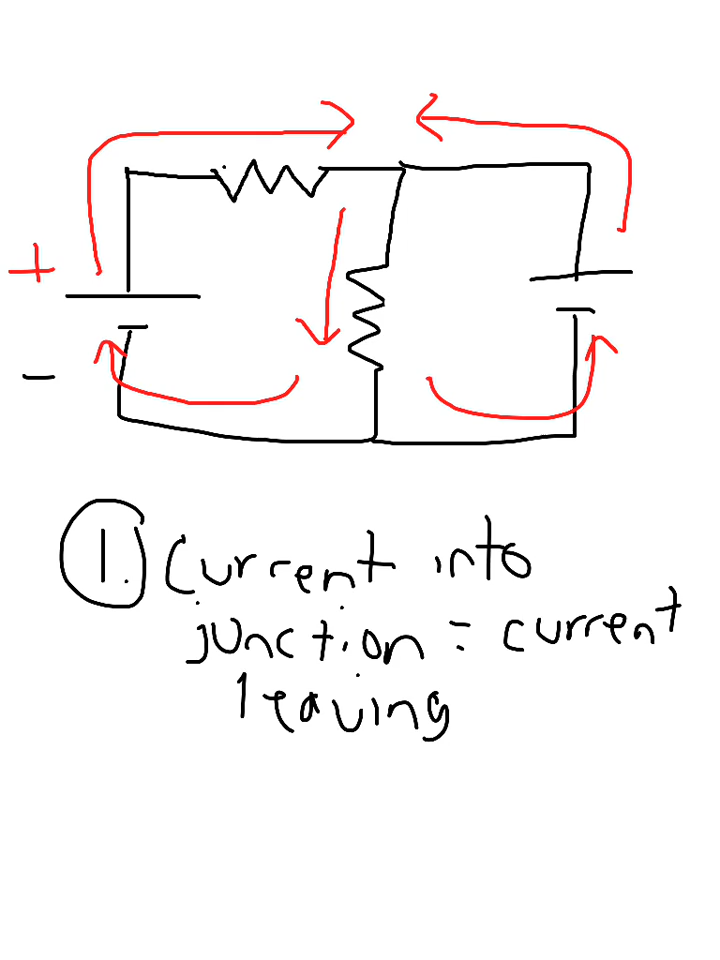 +
-
1. Current into
junction = current
leaving